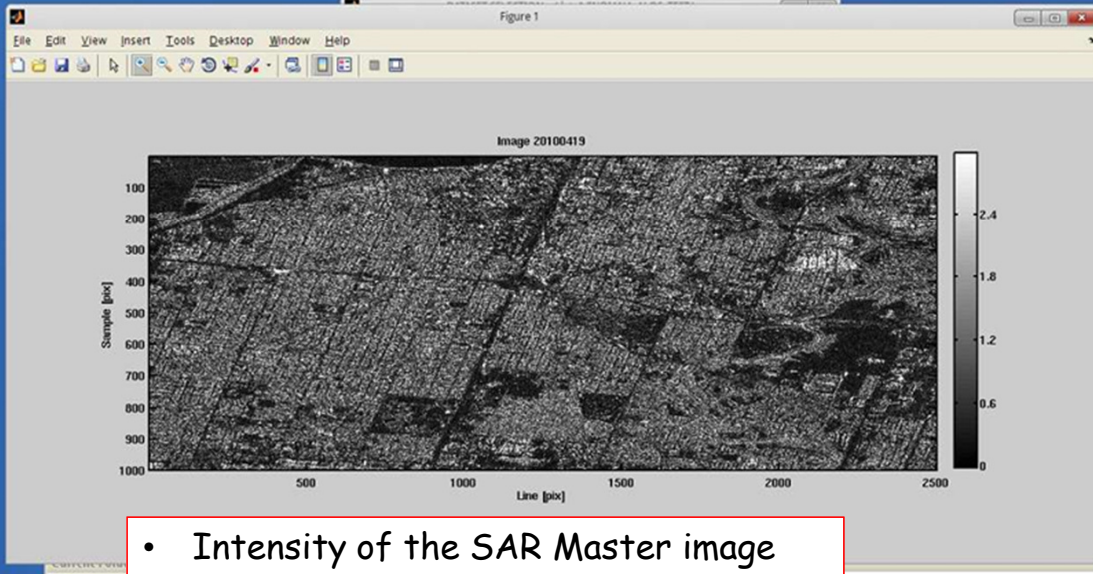 Figure 1
File Edit View Insert Tools Desktop Window Help
Image 20100419
100
200
300
400
500
600
700
800
900
1000
Sample [pix]
500 1000 1500 2000 2500
Line [pix]
2.4
1.8
1.2
0.6
0
• Intensity of the SAR Master image